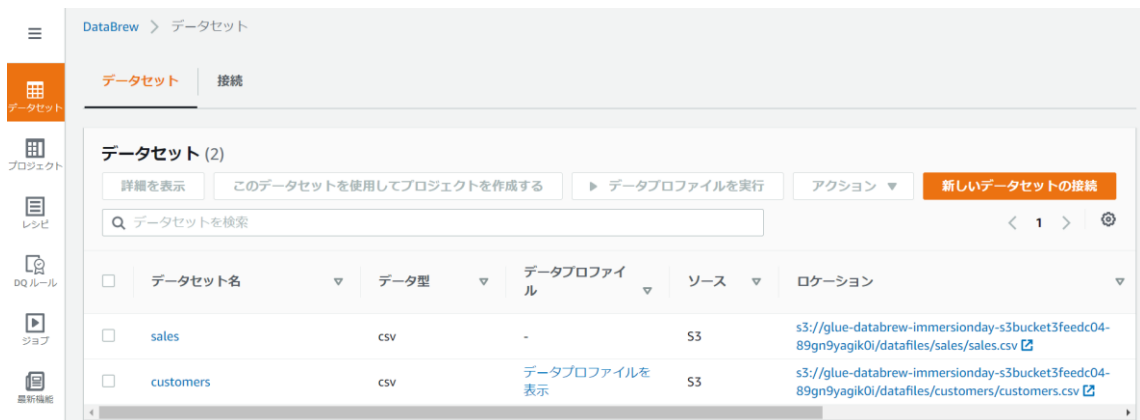 DataBrew > データセット
データセット
接続
データセット
プロジェクト
レシピ
DQ ルール
ジョブ
最新機能
データセット (2)
詳細を表示
このデータセットを使用してプロジェクトを作成する
データプロファイルを実行
アクション
新しいデータセットの接続
データセットを検索
1
データセット名
データ型
データプロファイ
ル
ソース
ロケーション
sales
csv
-
S3
s3://glue-databrew-immersionday-s3bucket3feedc04-
89gn9yagik0i/datafiles/sales/sales.csv
customers
csv
データプロファイルを
表示
S3
s3://glue-databrew-immersionday-s3bucket3feedc04-
89gn9yagik0i/datafiles/customers/customers.csv